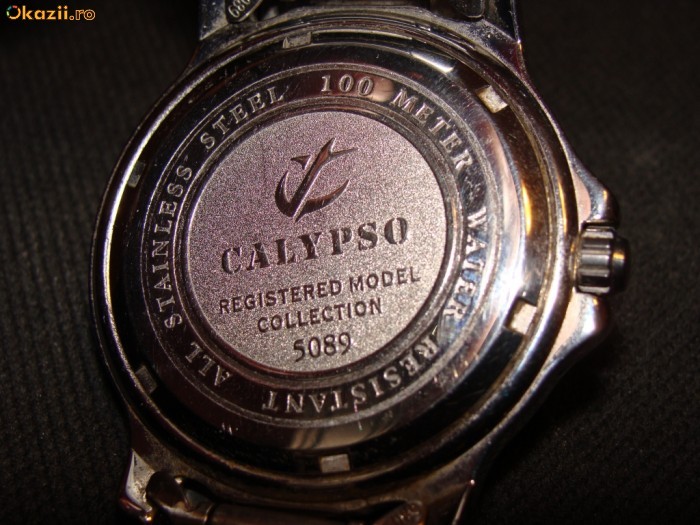 Okazii.ro
ALL STAINLESS STEEL 100 METER WATER RESISTANT
CALYPSO
REGISTERED MODEL
COLLECTION
5089